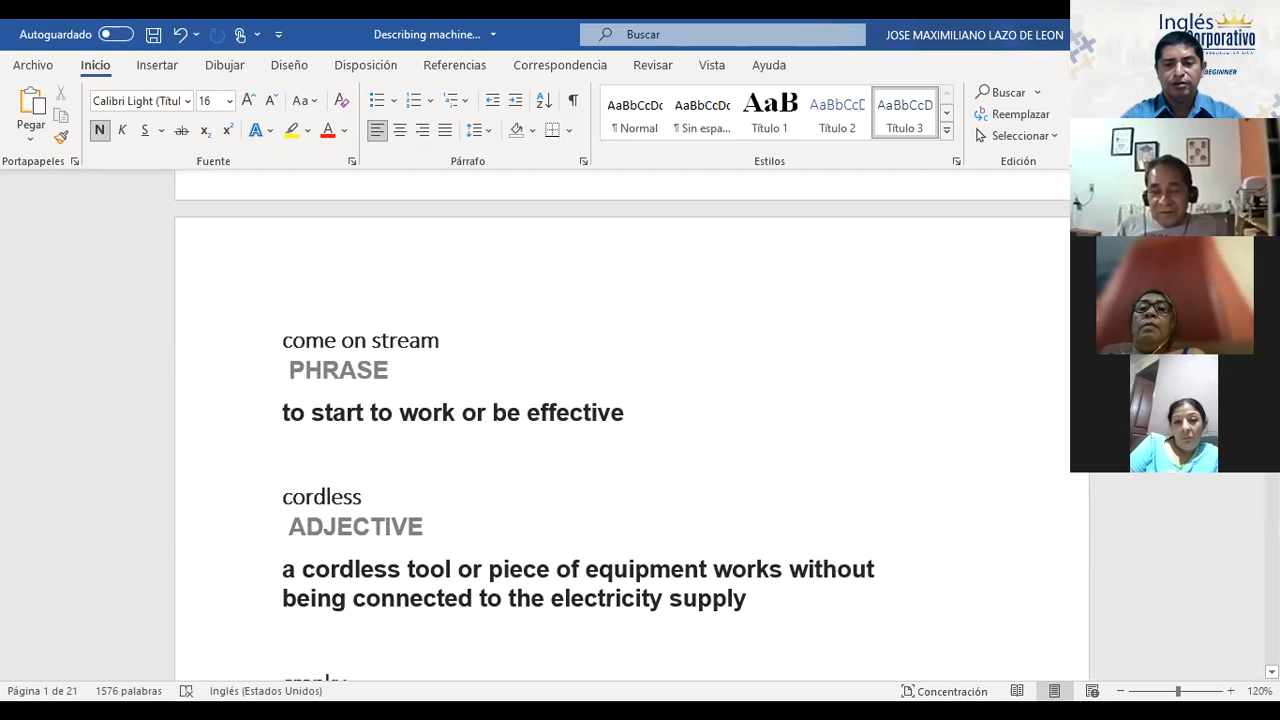 Autoguardado
Describing machine...
Buscar
JOSE MAXIMILIANO LAZO DE LEON
Archivo
Inicio
Insertar
Dibujar
Diseño
Disposición
Referencias
Correspondencia
Revisar
Vista
Ayuda
Pegar
Calibri Light (Títul
16
Aa
N K S ab x₂ x² A A
AaBbCcDc
¶ Normal
AaBbCcDc
¶ Sin espa...
AaB
Título 1
AaBbCcD
Título 2
AaBbCcD
Título 3
Buscar
Reemplazar
Seleccionar
Portapapeles
Fuente
Párrafo
Estilos
Edición
come on stream
PHRASE
to start to work or be effective
cordless
ADJECTIVE
a cordless tool or piece of equipment works without
being connected to the electricity supply
Página 1 de 21
1576 palabras
Inglés (Estados Unidos)
Concentración
120%
Inglés
Corporativo
BEGINNER